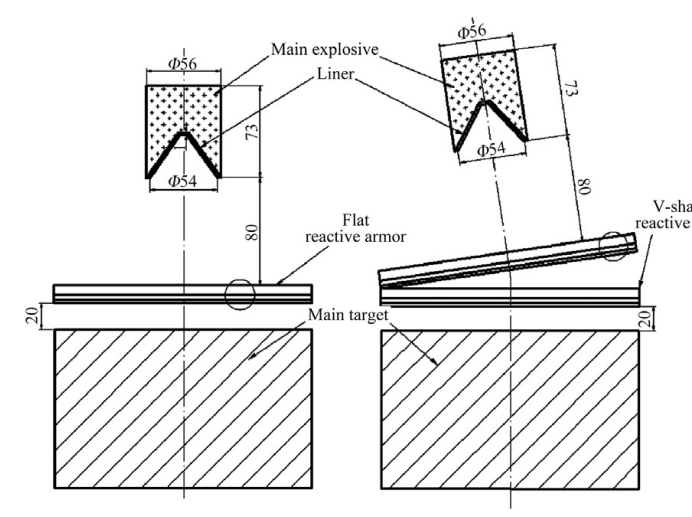 Φ56
Main explosive
Liner
73
Φ54
80
Flat
reactive armor
20
Main target
Φ56
73
Φ54
80
V-sha
reactive
20